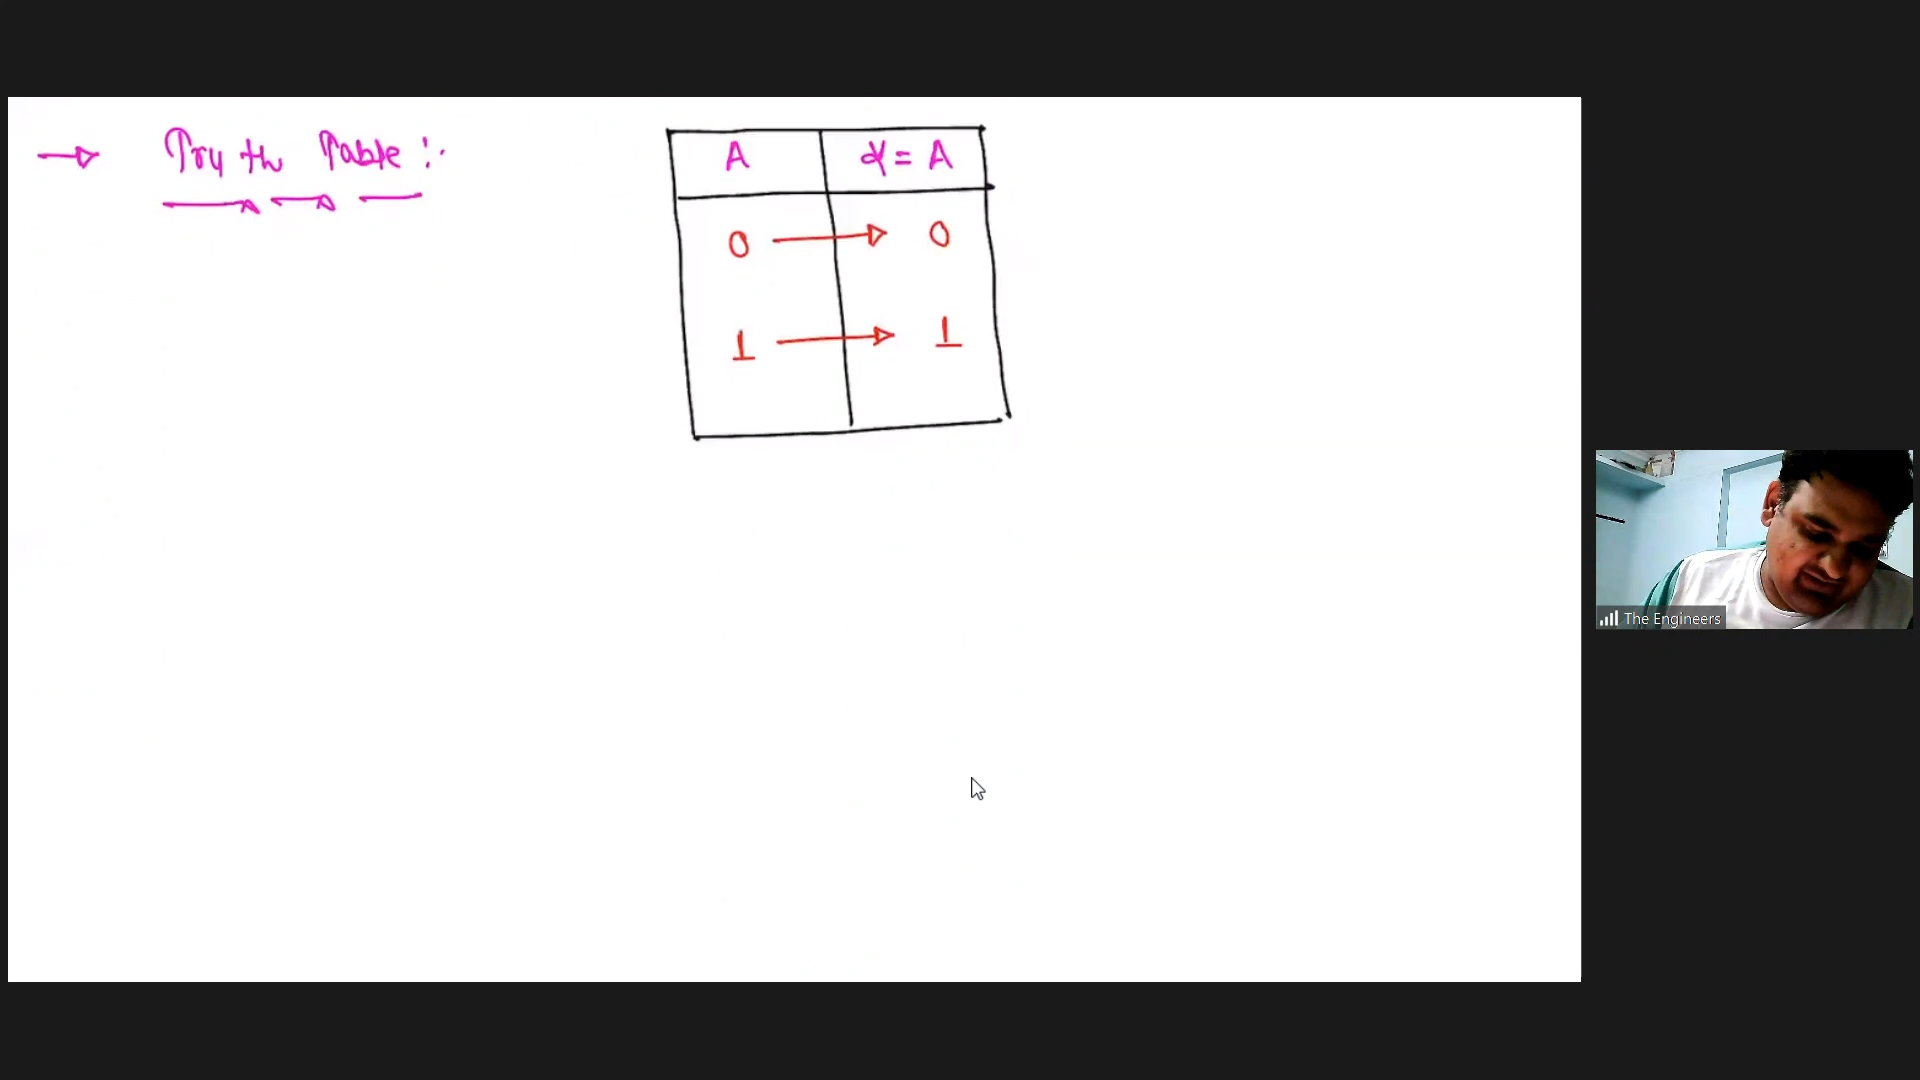 → Truth Table :-
A Y = A
0 → 0
1 → 1
The Engineers